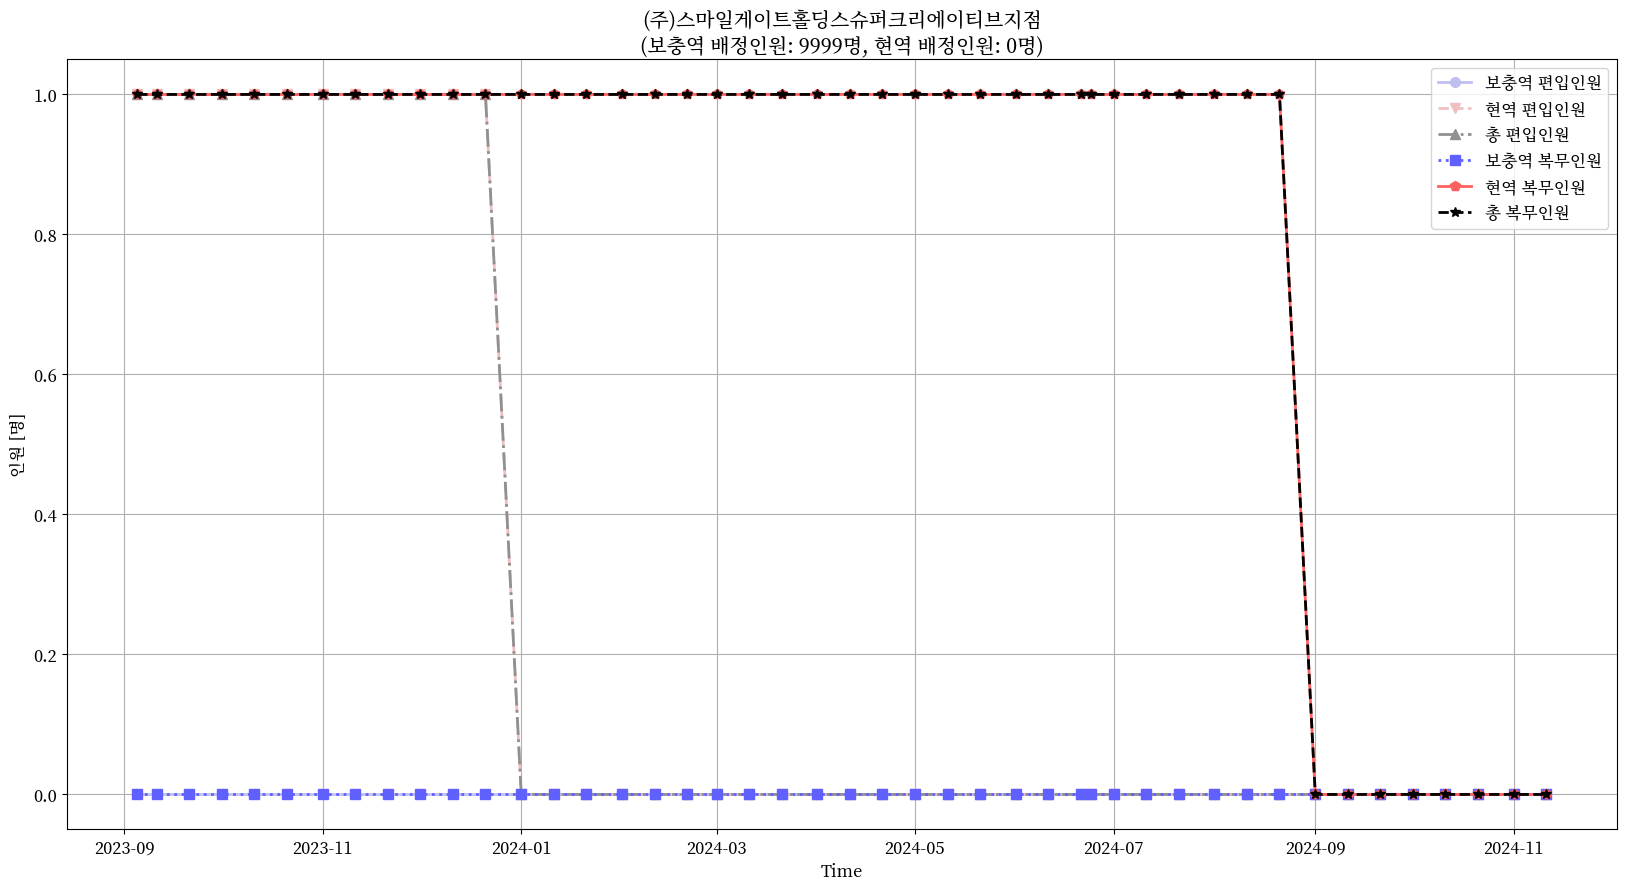 (주)스마일게이트홀딩스슈퍼크리에이티브지점
(보충역 배정인원: 9999명, 현역 배정인원: 0명)
보충역 편입인원
현역 편입인원
총 편입인원
보충역 복무인원
현역 복무인원
총 복무인원
1.0
0.8
0.6
0.4
0.2
0.0
인원 [명]
2023-09
2023-11
2024-01
2024-03
2024-05
2024-07
2024-09
2024-11
Time